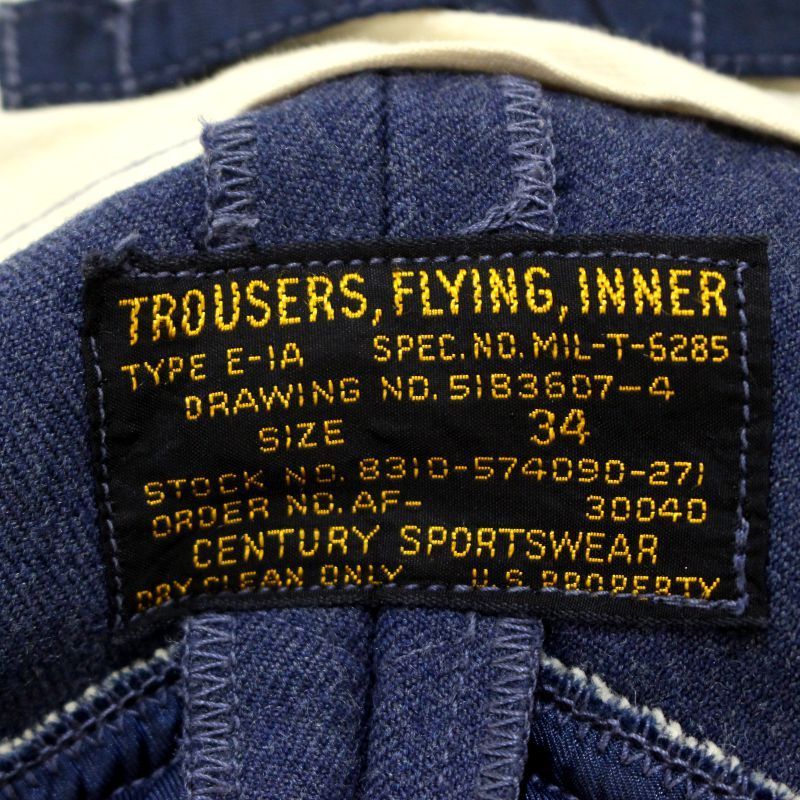 TROUSERS, FLYING, INNER
TYPE E-1A SPEC. NO. MIL-T-6285
DRAWING NO. 5183607-4
SIZE 34
STOCK NO. 8310-574090-271
ORDER NO. AF- 30040
CENTURY SPORTSWEAR
DRY CLEAN ONLY U.S. PROPERTY